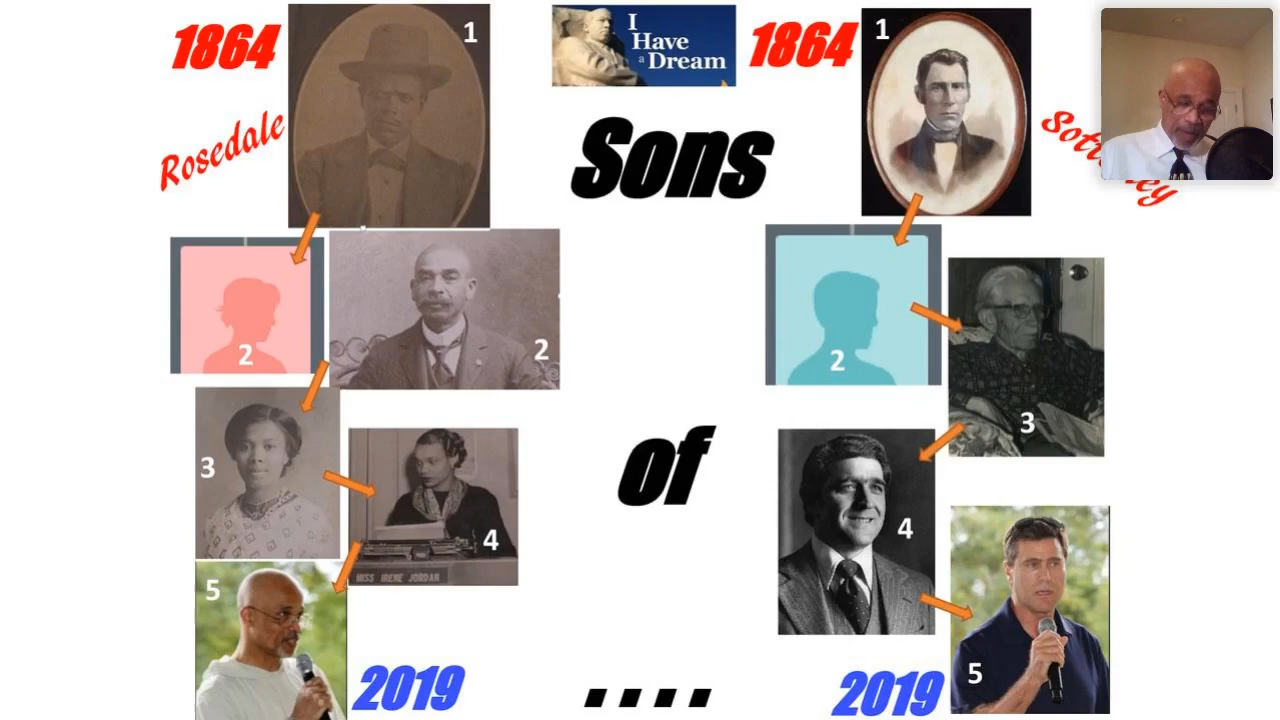 1864
1
I
Have
a Dream
1864
1
Rosedale
Sons
2
2
2
3
3
4
MISS IRENE JORDAN
of
4
5
5
2019
....
2019